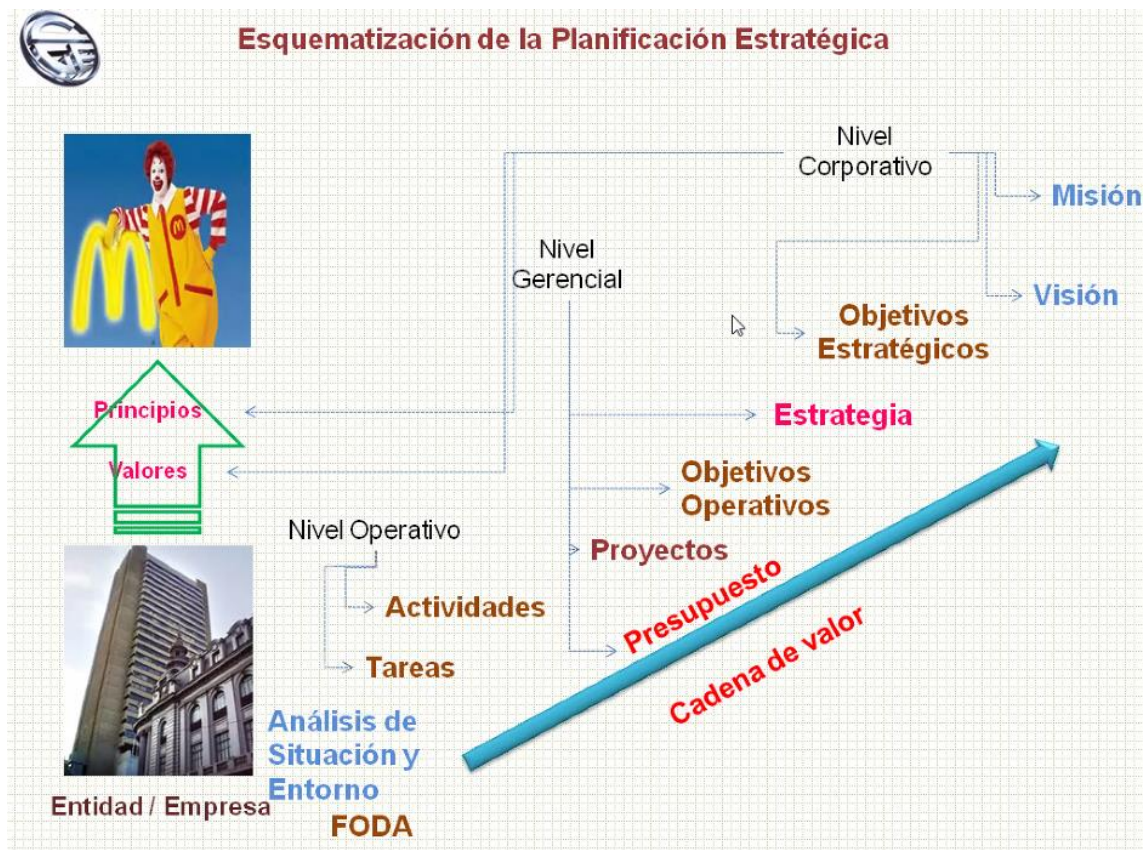 Esquematización de la Planificación Estratégica
Nivel
Corporativo
Misión
Visión
Objetivos
Estratégicos
Nivel
Gerencial
Estrategia
Objetivos
Operativos
Proyectos
Presupuesto
Cadena de valor
M
M
Principios
Valores
Nivel Operativo
Actividades
Tareas
Análisis de
Situación y
Entorno
FODA
Entidad / Empresa